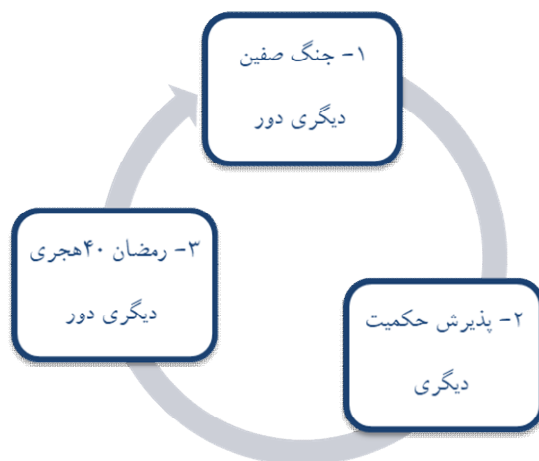 ۱- جنگ صفین
دیگری دور
۲- پذیرش حکمیت
دیگری
۳- رمضان ۴۰هجری
دیگری دور